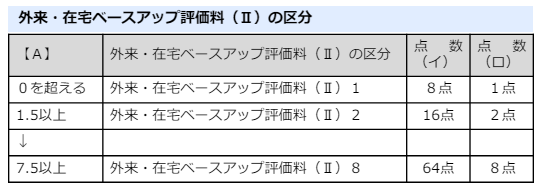 外来・在宅ベースアップ評価料（Ⅱ）の区分
【A】 外来・在宅ベースアップ評価料（Ⅱ）の区分 点　数（イ） 点　数（ロ）
０を超える 外来・在宅ベースアップ評価料（Ⅱ）１ ８点 １点
1.5以上 外来・在宅ベースアップ評価料（Ⅱ）２ 16点 ２点
↓
7.5以上 外来・在宅ベースアップ評価料（Ⅱ）８ 64点 ８点